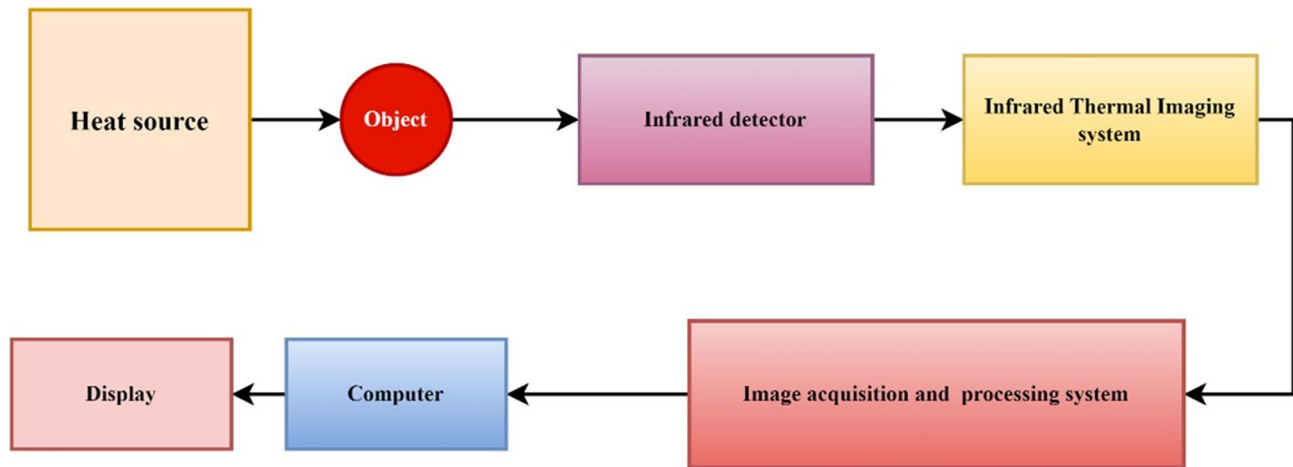 Heat source
Object
Infrared detector
Infrared Thermal Imaging
system
Image acquisition and  processing system
Computer
Display